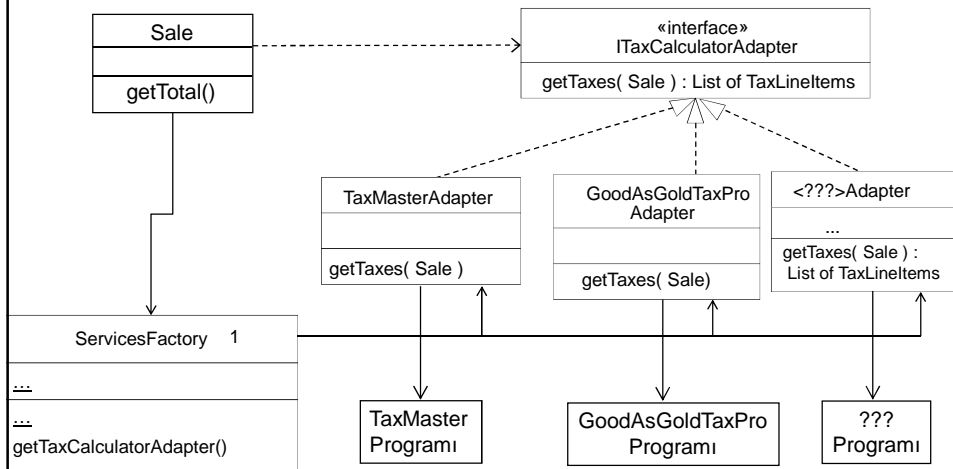 Sale
getTotal()
«interface»
ITaxCalculatorAdapter
getTaxes( Sale ) : List of TaxLineItems
TaxMasterAdapter
getTaxes( Sale )
GoodAsGoldTaxPro
Adapter
getTaxes( Sale)
<???>Adapter
...
getTaxes( Sale ) :
List of TaxLineItems
ServicesFactory 1
...
...
getTaxCalculatorAdapter()
TaxMaster
Programı
GoodAsGoldTaxPro
Programı
???
Programı